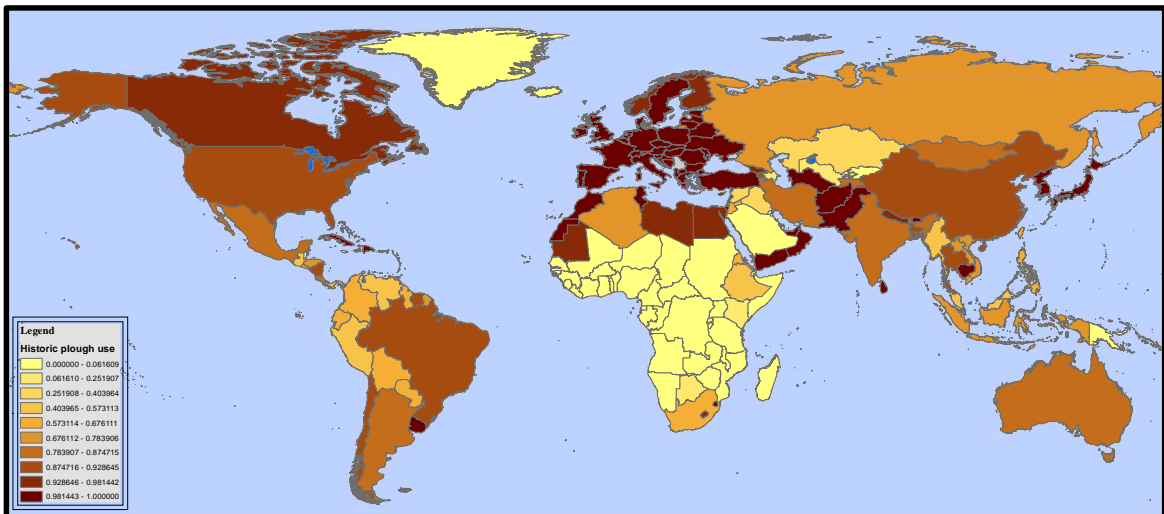 Legend
Historic plough use
0.000000 - 0.061609
0.061610 - 0.251907
0.251908 - 0.403964
0.403965 - 0.573113
0.573114 - 0.676111
0.676112 - 0.783906
0.783907 - 0.874715
0.874716 - 0.928645
0.928646 - 0.981442
0.981443 - 1.000000